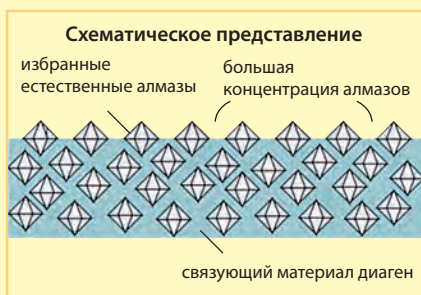 Схематическое представление
избранные
естественные алмазы
большая
концентрация алмазов
связующий материал диаген